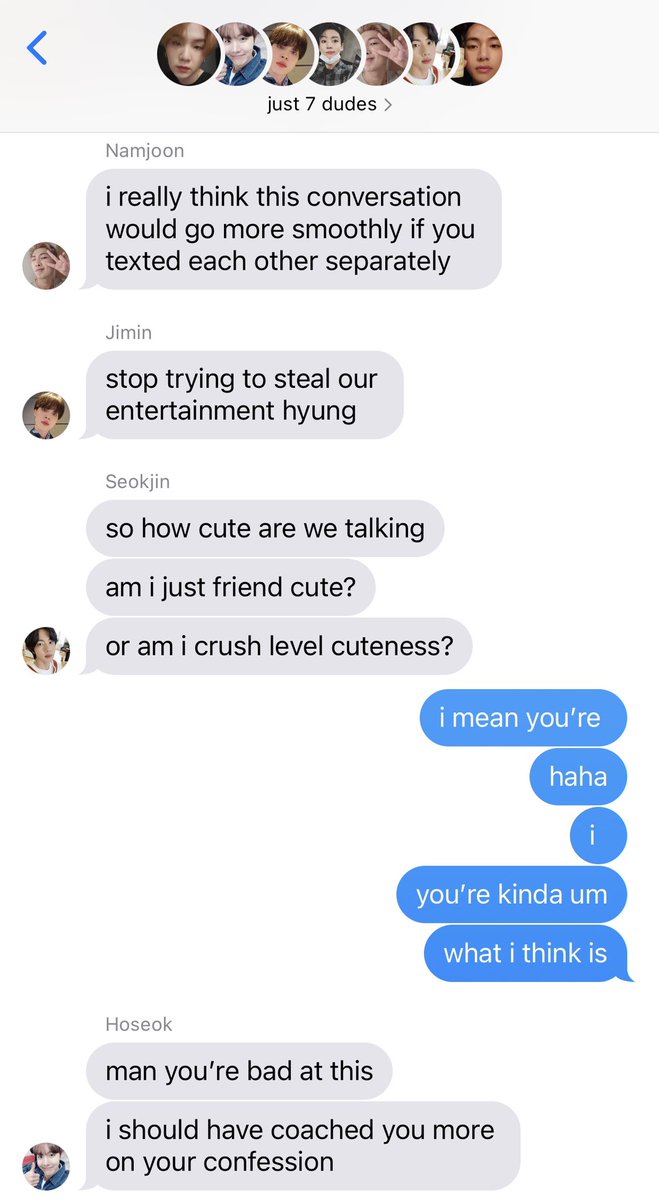 just 7 dudes
Namjoon
i really think this conversation
would go more smoothly if you
texted each other separately
Jimin
stop trying to steal our
entertainment hyung
Seokjin
so how cute are we talking
am i just friend cute?
or am i crush level cuteness?
i mean you’re
haha
i
you’re kinda um
what i think is
Hoseok
man you’re bad at this
i should have coached you more
on your confession